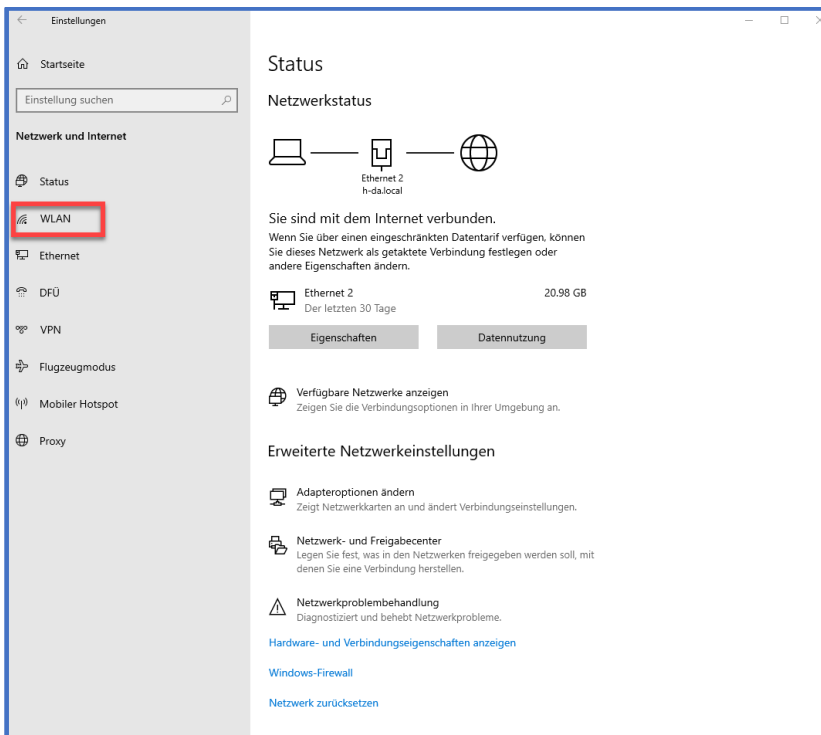 Einstellungen
Startseite
Einstellung suchen
Netzwerk und Internet
Status
WLAN
Ethernet
DFÜ
VPN
Flugzeugmodus
Mobiler Hotspot
Proxy
Status
Netzwerkstatus
Ethernet 2
h-da.local
Sie sind mit dem Internet verbunden.
Wenn Sie über einen eingeschränkten Datentarif verfügen, können
Sie dieses Netzwerk als getaktete Verbindung festlegen oder
andere Eigenschaften ändern.
Ethernet 2 20.98 GB
Der letzten 30 Tage
Eigenschaften Datennutzung
Verfügbare Netzwerke anzeigen
Zeigen Sie die Verbindungsoptionen in Ihrer Umgebung an.
Erweiterte Netzwerkeinstellungen
Adapteroptionen ändern
Zeigt Netzwerkkarten an und ändert Verbindungseinstellungen.
Netzwerk- und Freigabecenter
Legen Sie fest, was in den Netzwerken freigegeben werden soll, mit
denen Sie eine Verbindung herstellen.
Netzwerkproblembehandlung
Diagnostiziert und behebt Netzwerkprobleme.
Hardware- und Verbindungseigenschaften anzeigen
Windows-Firewall
Netzwerk zurücksetzen